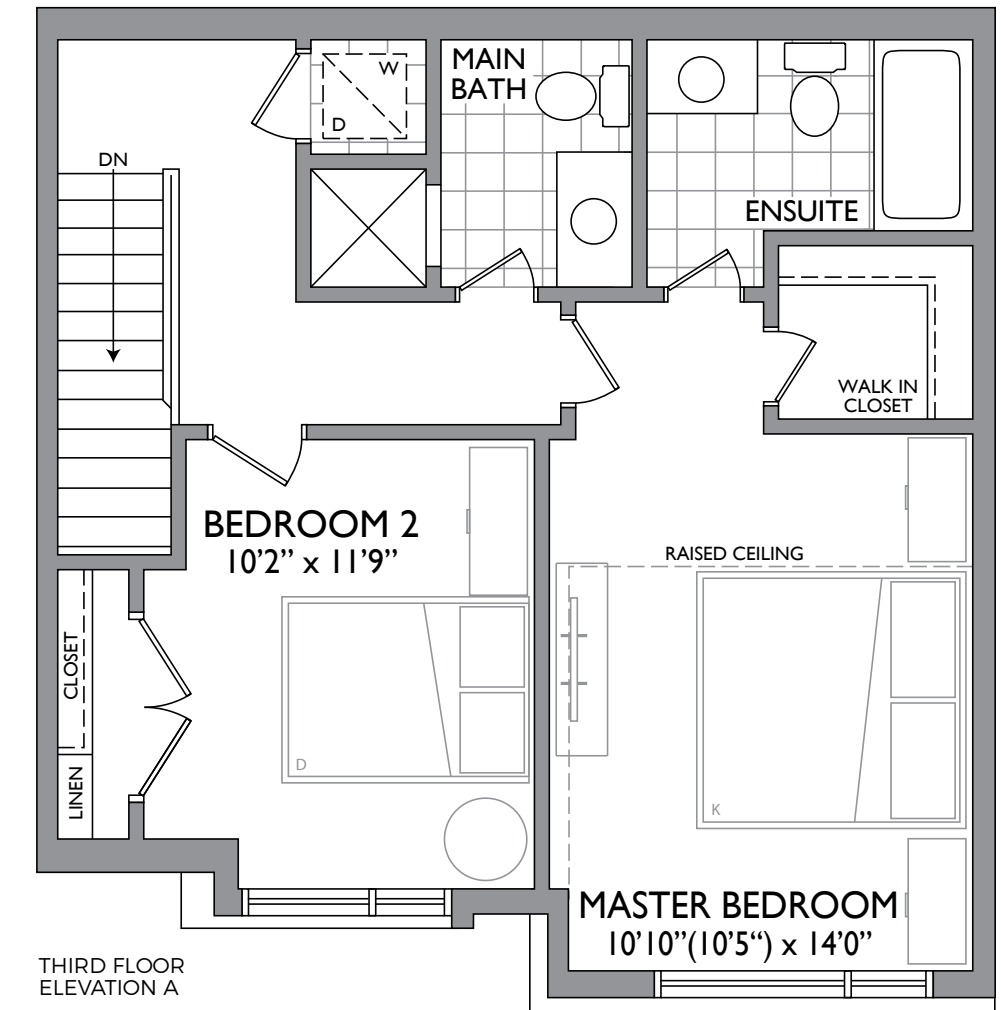 MAIN
BATH
W
D
DN
ENSUITE
WALK IN
CLOSET
BEDROOM 2
10’2” x 11’9”
RAISED CEILING
CLOSET
LINEN
D
K
MASTER BEDROOM
10’10”(10’5“) x 14’0”
THIRD FLOOR
ELEVATION A